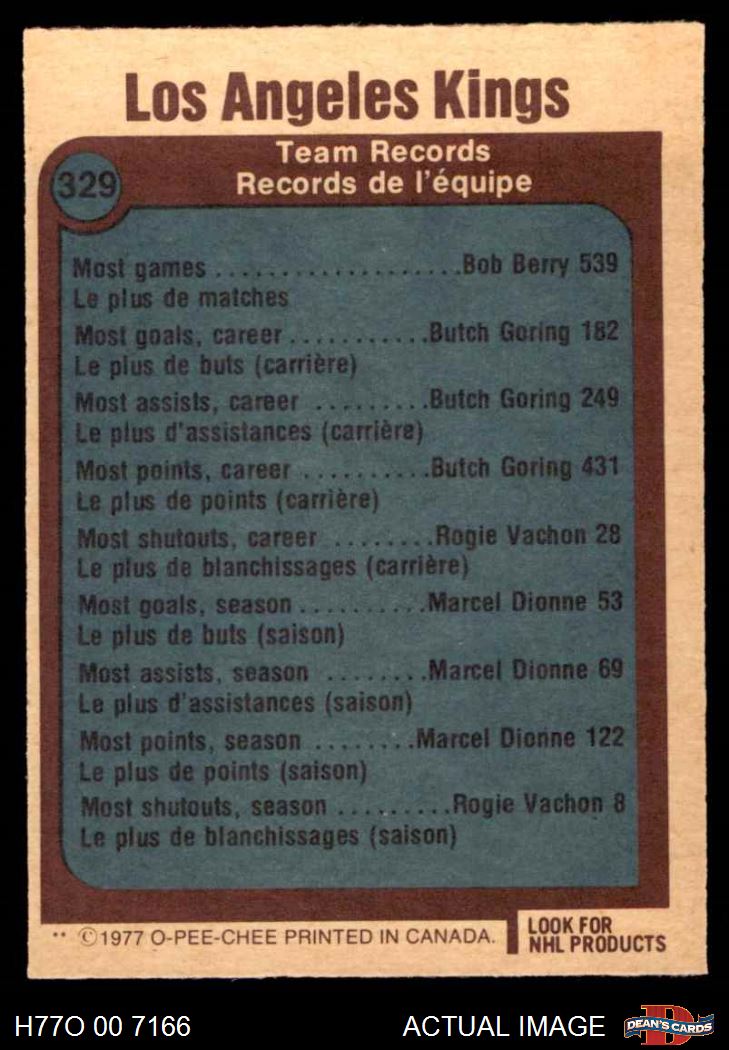 Los Angeles Kings
329
Team Records
Records de l'équipe
Most games ................... Bob Berry 539
Le plus de matches
Most goals, career ........... Butch Goring 182
Le plus de buts (carrière)
Most assists, career ......... Butch Goring 249
Le plus d'assistances (carrière)
Most points, career .......... Butch Goring 431
Le plus de points (carrière)
Most shutouts, career ........ Rogie Vachon 28
Le plus de blanchissages (carrière)
Most goals, season .......... Marcel Dionne 53
Le plus de buts (saison)
Most assists, season ........ Marcel Dionne 69
Le plus d'assistances (saison)
Most points, season ........ Marcel Dionne 122
Le plus de points (saison)
Most shutouts, season ......... Rogie Vachon 8
Le plus de blanchissages (saison)
** ©1977 O-PEE-CHEE PRINTED IN CANADA.
LOOK FOR
NHL PRODUCTS
H77O 00 7166
ACTUAL IMAGE
D
DEAN'S CARDS